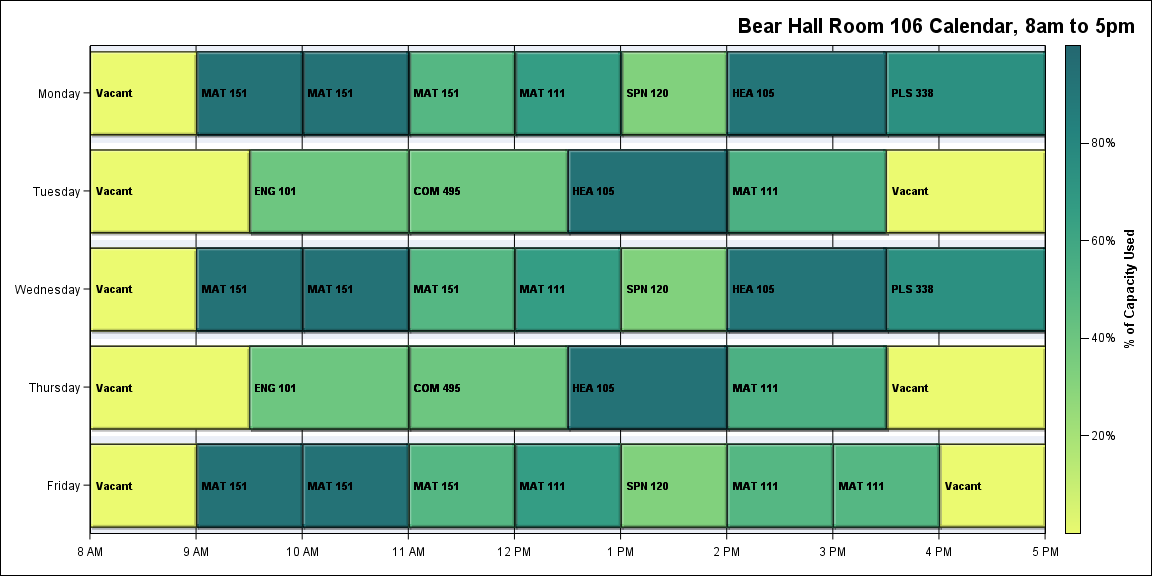 Bear Hall Room 106 Calendar, 8am to 5pm
Monday Vacant MAT 151 MAT 151 MAT 151 MAT 111 SPN 120 HEA 105 PLS 338
80%
Tuesday Vacant ENG 101 COM 495 HEA 105 MAT 111 Vacant
60%
Wednesday Vacant MAT 151 MAT 151 MAT 151 MAT 111 SPN 120 HEA 105 PLS 338
% of Capacity Used
40%
Thursday Vacant ENG 101 COM 495 HEA 105 MAT 111 Vacant
20%
Friday Vacant MAT 151 MAT 151 MAT 151 MAT 111 SPN 120 MAT 111 MAT 111 Vacant
8 AM 9 AM 10 AM 11 AM 12 PM 1 PM 2 PM 3 PM 4 PM 5 PM